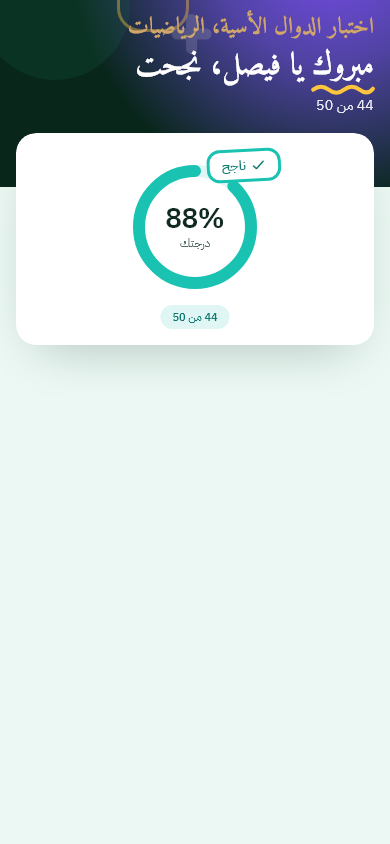 اختبار الدوال الأسية، الرياضيات
مبروك يا فيصل، نجحت
44 من 50
ناجح
88%
درجتك
44 من 50